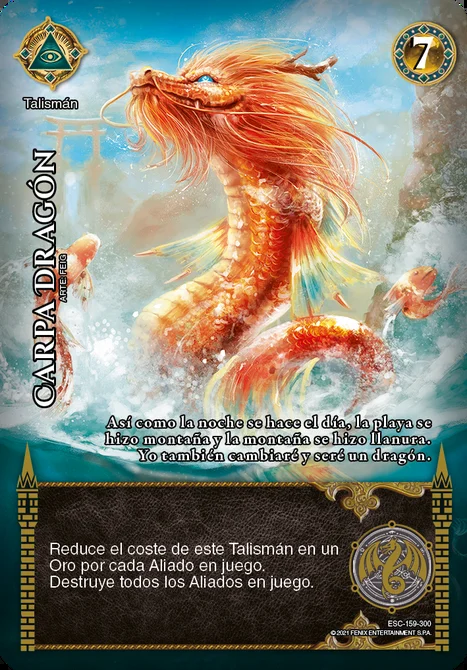 7
Talismán
CARPA DRAGÓN
ARTE: FEIG
Así como la noche se hace el día, la playa se
hizo montaña y la montaña se hizo llanura.
Yo también cambiaré y seré un dragón.
Reduce el coste de este Talismán en un
Oro por cada Aliado en juego.
Destruye todos los Aliados en juego.
ESC-159-300
©2021 FENIX ENTERTAINMENT S.P.A.